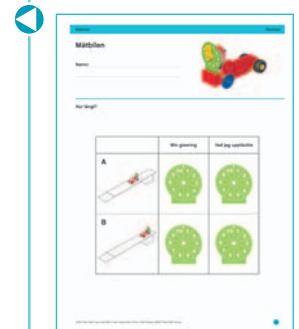 Mätbilen
Namn:
Hur långt?
Min gissning
Vad jag upptäckte
A
B